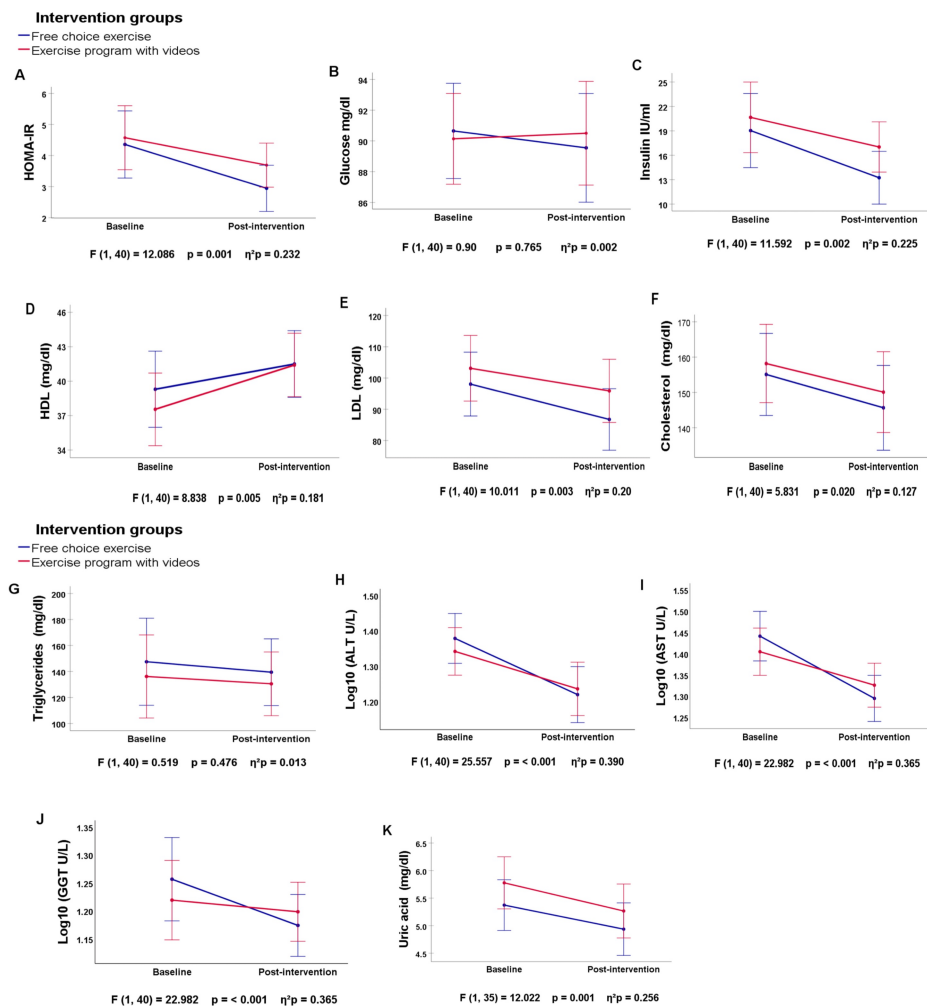 Intervention groups
Free choice exercise
Exercise program with videos
A
HOMA-IR
6
5
4
3
2
Baseline
Post-intervention
F (1, 40) = 12.086 p = 0.001 η²p = 0.232
B
Glucose mg/dl
94
92
90
88
86
Baseline
Post-intervention
F (1, 40) = 0.90 p = 0.765 η²p = 0.002
C
Insulin IU/ml
25
22
19
16
13
10
Baseline
Post-intervention
F (1, 40) = 11.592 p = 0.002 η²p = 0.225
D
HDL (mg/dl)
46
43
40
37
34
Baseline
Post-intervention
F (1, 40) = 8.838 p = 0.005 η²p = 0.181
E
LDL (mg/dl)
120
110
100
90
80
Baseline
Post-intervention
F (1, 40) = 10.011 p = 0.003 η²p = 0.20
F
Cholesterol (mg/dl)
170
160
150
140
Baseline
Post-intervention
F (1, 40) = 5.831 p = 0.020 η²p = 0.127
Intervention groups
Free choice exercise
Exercise program with videos
G
Triglycerides (mg/dl)
200
180
160
140
120
100
Baseline
Post-intervention
F (1, 40) = 0.519 p = 0.476 η²p = 0.013
H
Log10 (ALT U/L)
1.50
1.40
1.30
1.20
Baseline
Post-intervention
F (1, 40) = 25.557 p = < 0.001 η²p = 0.390
I
Log10 (AST U/L)
1.55
1.50
1.45
1.40
1.35
1.30
1.25
Baseline
Post-intervention
F (1, 40) = 22.982 p = < 0.001 η²p = 0.365
J
Log10 (GGT U/L)
1.35
1.30
1.25
1.20
1.15
Baseline
Post-intervention
F (1, 40) = 22.982 p = < 0.001 η²p = 0.365
K
Uric acid (mg/dl)
6.5
6.0
5.5
5.0
4.5
Baseline
Post-intervention
F (1, 35) = 12.022 p = 0.001 η²p = 0.256